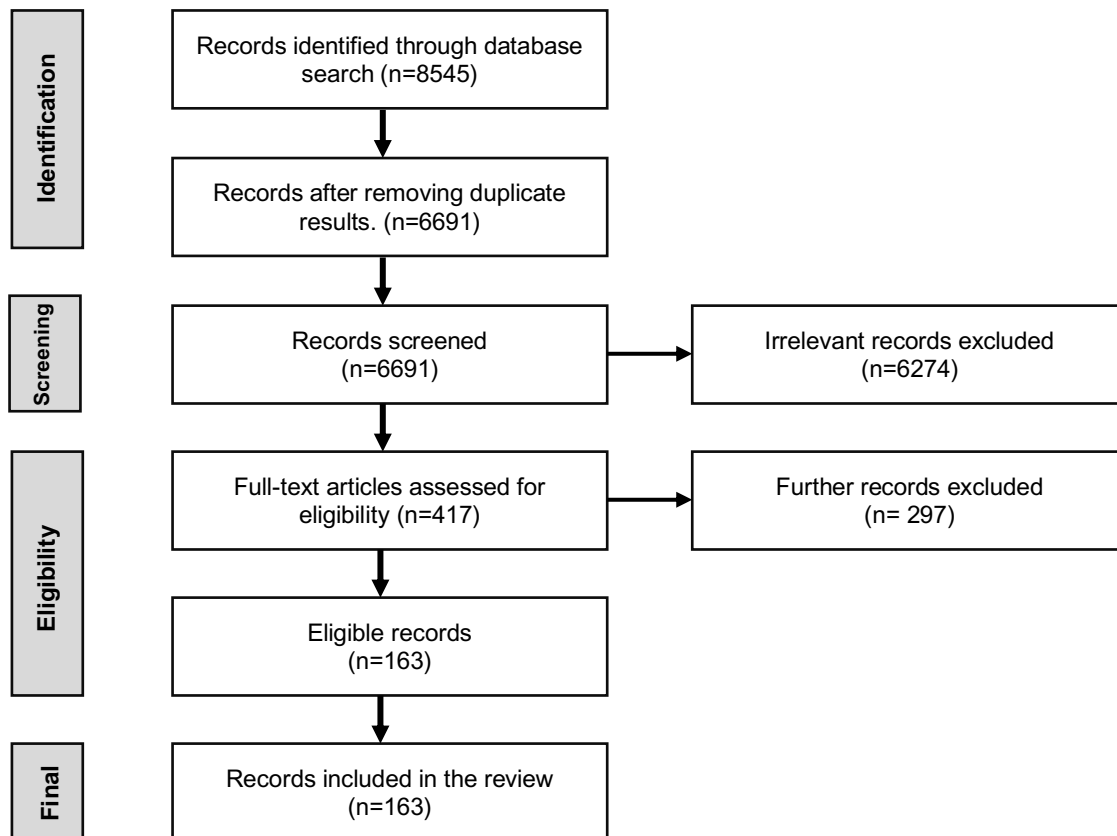 Identification
Records identified through database
search (n=8545)
Records after removing duplicate
results. (n=6691)
Screening
Records screened
(n=6691)
Irrelevant records excluded
(n=6274)
Eligibility
Full-text articles assessed for
eligibility (n=417)
Further records excluded
(n= 297)
Eligible records
(n=163)
Final
Records included in the review
(n=163)